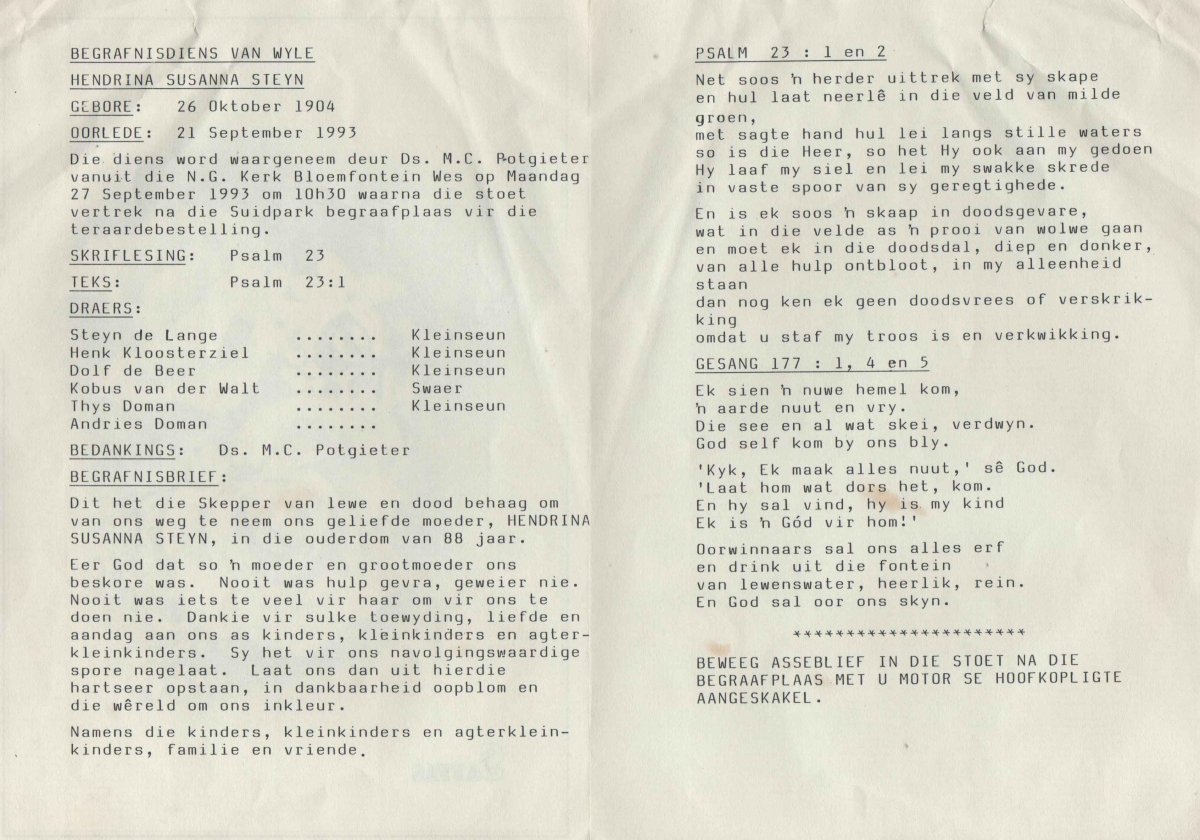 BEGRAFNISDIENS VAN WYLE
HENDRINA SUSANNA STEYN
GEBORE: 26 Oktober 1904
OORLEDE: 21 September 1993
Die diens word waargeneem deur Ds. M.C. Potgieter
vanuit die N.G. Kerk Bloemfontein Wes op Maandag
27 September 1993 om 10h30 waarna die stoet
vertrek na die Suidpark begraafplaas vir die
teraardebestelling.
SKRIFLESING: Psalm 23
TEKS: Psalm 23:1
DRAERS:
Steyn de Lange ........ Kleinseun
Henk Kloosterziel ........ Kleinseun
Dolf de Beer ........ Kleinseun
Kobus van der Walt ........ Swaer
Thys Doman ........ Kleinseun
Andries Doman ........
BEDANKINGS: Ds. M.C. Potgieter
BEGRAFNISBRIEF:
Dit het die Skepper van lewe en dood behaag om
van ons weg te neem ons geliefde moeder, HENDRINA
SUSANNA STEYN, in die ouderdom van 88 jaar.
Eer God dat so 'n moeder en grootmoeder ons
beskore was. Nooit was hulp gevra, geweier nie.
Nooit was iets te veel vir haar om vir ons te
doen nie. Dankie vir sulke toewyding, liefde en
aandag aan ons as kinders, kleinkinders en agter-
kleinkinders. Sy het vir ons navolgingswaardige
spore nagelaat. Laat ons dan uit hierdie
hartseer opstaan, in dankbaarheid oopblom en
die wêreld om ons inkleur.
Namens die kinders, kleinkinders en agterklein-
kinders, familie en vriende.
PSALM 23 : 1 en 2
Net soos 'n herder uittrek met sy skape
en hul laat neerlê in die veld van milde
groen,
met sagte hand hul lei langs stille waters
so is die Heer, so het Hy ook aan my gedoen
Hy laaf my siel en lei my swakke skrede
in vaste spoor van sy geregtighede.
En is ek soos 'n skaap in doodsgevare,
wat in die velde as 'n prooi van wolwe gaan
en moet ek in die doodsdal, diep en donker,
van alle hulp ontbloot, in my alleenheid
staan
dan nog ken ek geen doodsvrees of verskrik-
king
omdat u staf my troos is en verkwikking.
GESANG 177 : 1, 4 en 5
Ek sien 'n nuwe hemel kom,
'n aarde nuut en vry.
Die see en al wat skei, verdwyn.
God self kom by ons bly.
'Kyk, Ek maak alles nuut,' sê God.
'Laat hom wat dors het, kom.
En hy sal vind, hy is my kind
Ek is 'n Gód vir hom!'
Oorwinnaars sal ons alles erf
en drink uit die fontein
van lewenswater, heerlik, rein.
En God sal oor ons skyn.
**********************
BEWEEG ASSEBLIEF IN DIE STOET NA DIE
BEGRAAFPLAAS MET U MOTOR SE HOOFKOPLIGTE
AANGESKAKEL.